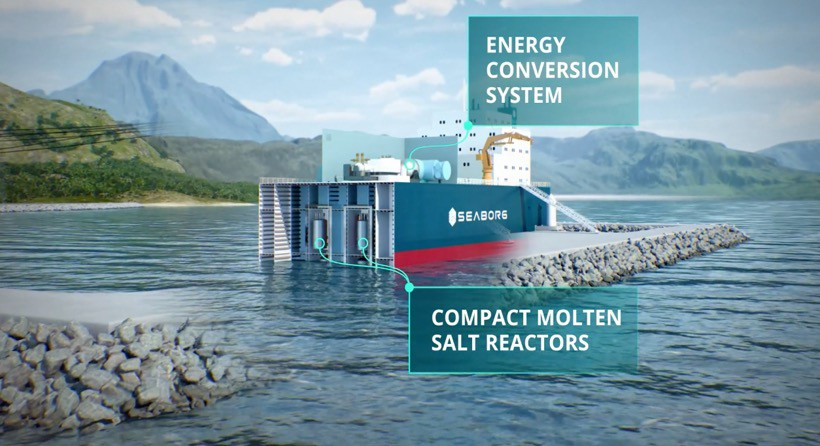 ENERGY
CONVERSION
SYSTEM
SEABORG
COMPACT MOLTEN
SALT REACTORS